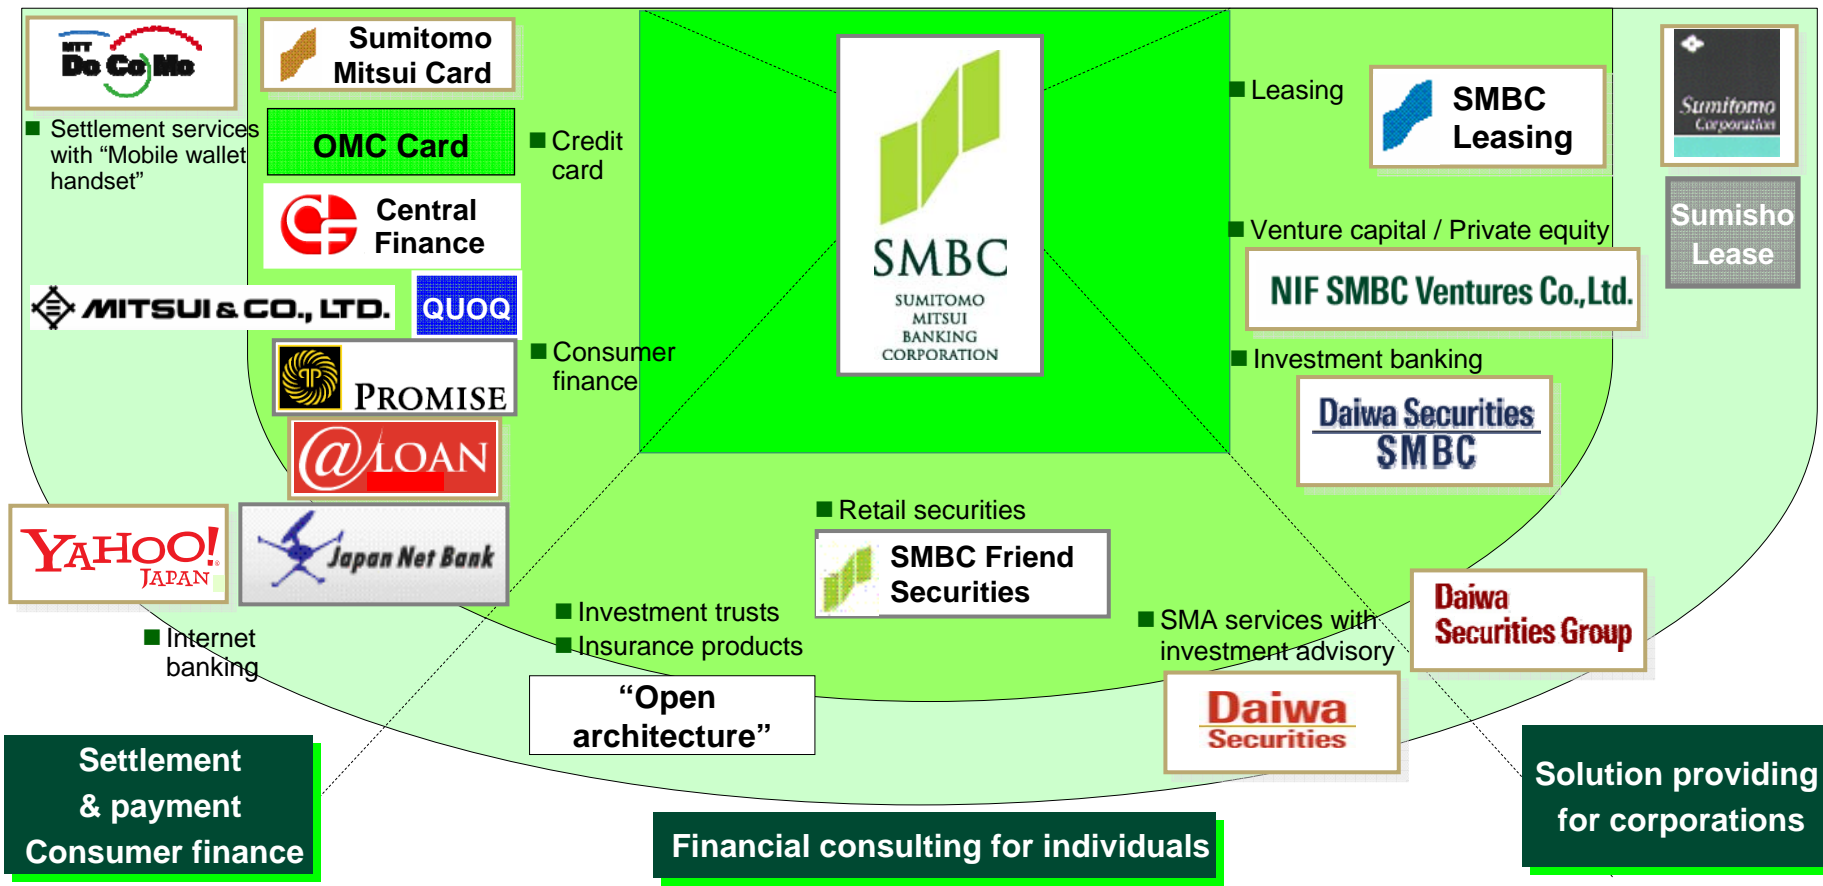 NTT
DoCoMo
■ Settlement services
with “Mobile wallet
handset”
Sumitomo
Mitsui Card
OMC Card
■ Credit
card
Central
Finance
MITSUI & CO., LTD.
QUOQ
PROMISE
■ Consumer
finance
@LOAN
YAHOO!
JAPAN
Japan Net Bank
■ Internet
banking
SMBC
SUMITOMO
MITSUI
BANKING
CORPORATION
■ Leasing
SMBC
Leasing
Sumitomo
Corporation
Sumisho
Lease
■ Venture capital / Private equity
NIF SMBC Ventures Co.,Ltd.
■ Investment banking
Daiwa Securities
SMBC
■ Retail securities
SMBC Friend
Securities
■ Investment trusts
■ Insurance products
“Open
architecture”
■ SMA services with
investment advisory
Daiwa
Securities Group
Daiwa
Securities
Settlement
& payment
Consumer finance
Financial consulting for individuals
Solution providing
for corporations